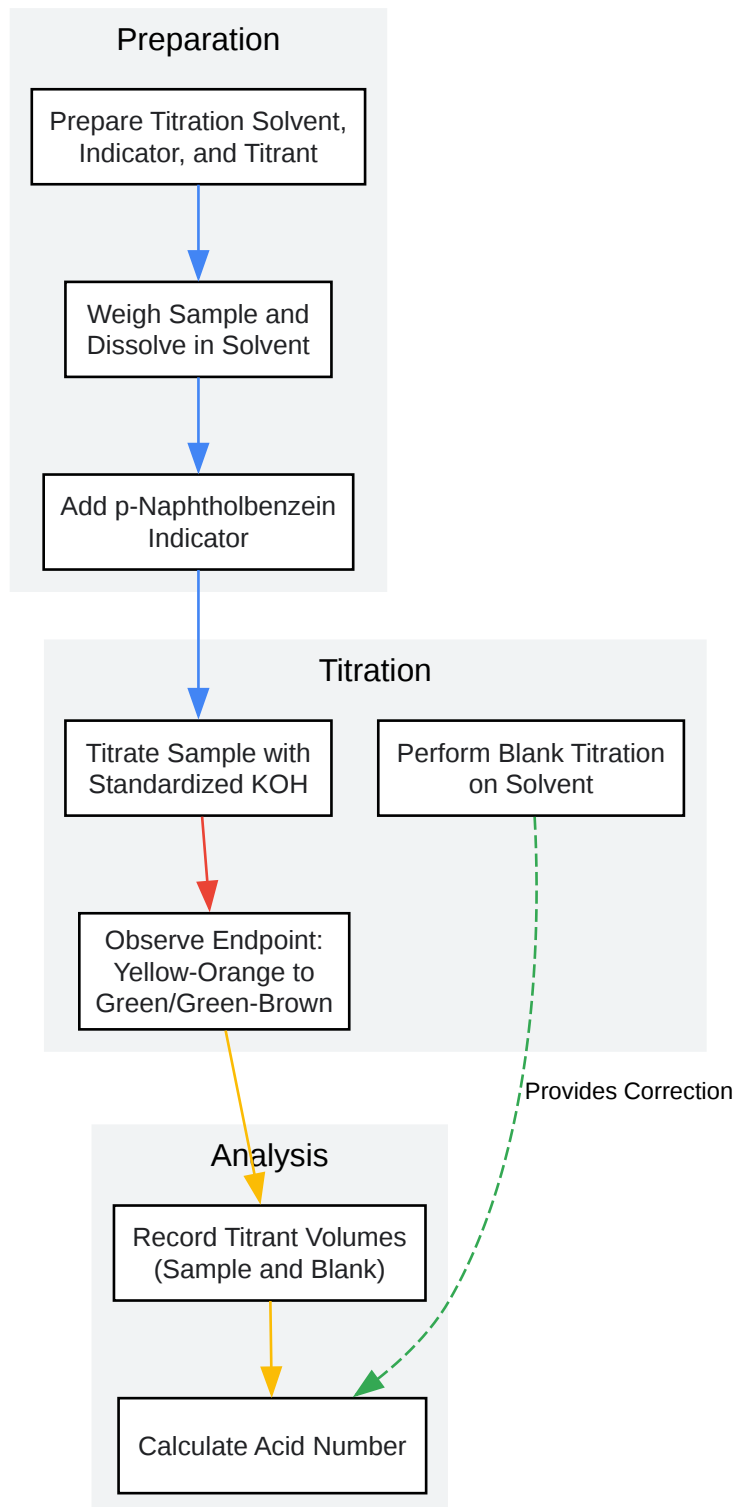 Preparation
Prepare Titration Solvent,
Indicator, and Titrant
Weigh Sample and
Dissolve in Solvent
Add p-Naphtholbenzein
Indicator
Titration
Titrate Sample with
Standardized KOH
Perform Blank Titration
on Solvent
Observe Endpoint:
Yellow-Orange to
Green/Green-Brown
Provides Correction
Analysis
Record Titrant Volumes
(Sample and Blank)
Calculate Acid Number